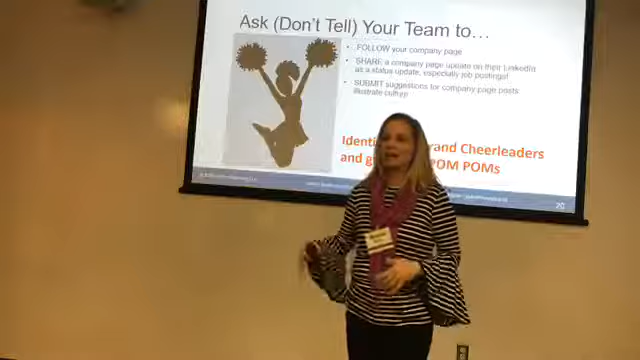 Ask (Don't Tell) Your Team to…
• FOLLOW your company page
• SHARE a company page update on their LinkedIn
as a status update, especially job postings!
• SUBMIT suggestions for company page posts
illustrate culture
rand Cheerleaders
and POM POMs
20